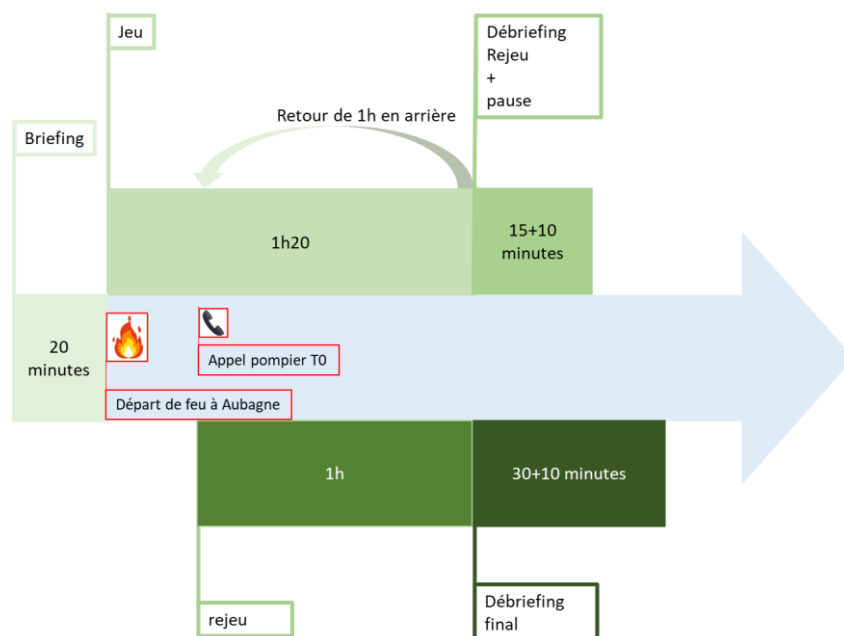 Jeu
Débriefing
Rejeu
+
pause
Retour de 1h en arrière
Briefing
1h20
15+10
minutes
20
minutes
Appel pompier T0
Départ de feu à Aubagne
1h
30+10 minutes
rejeu
Débriefing
final